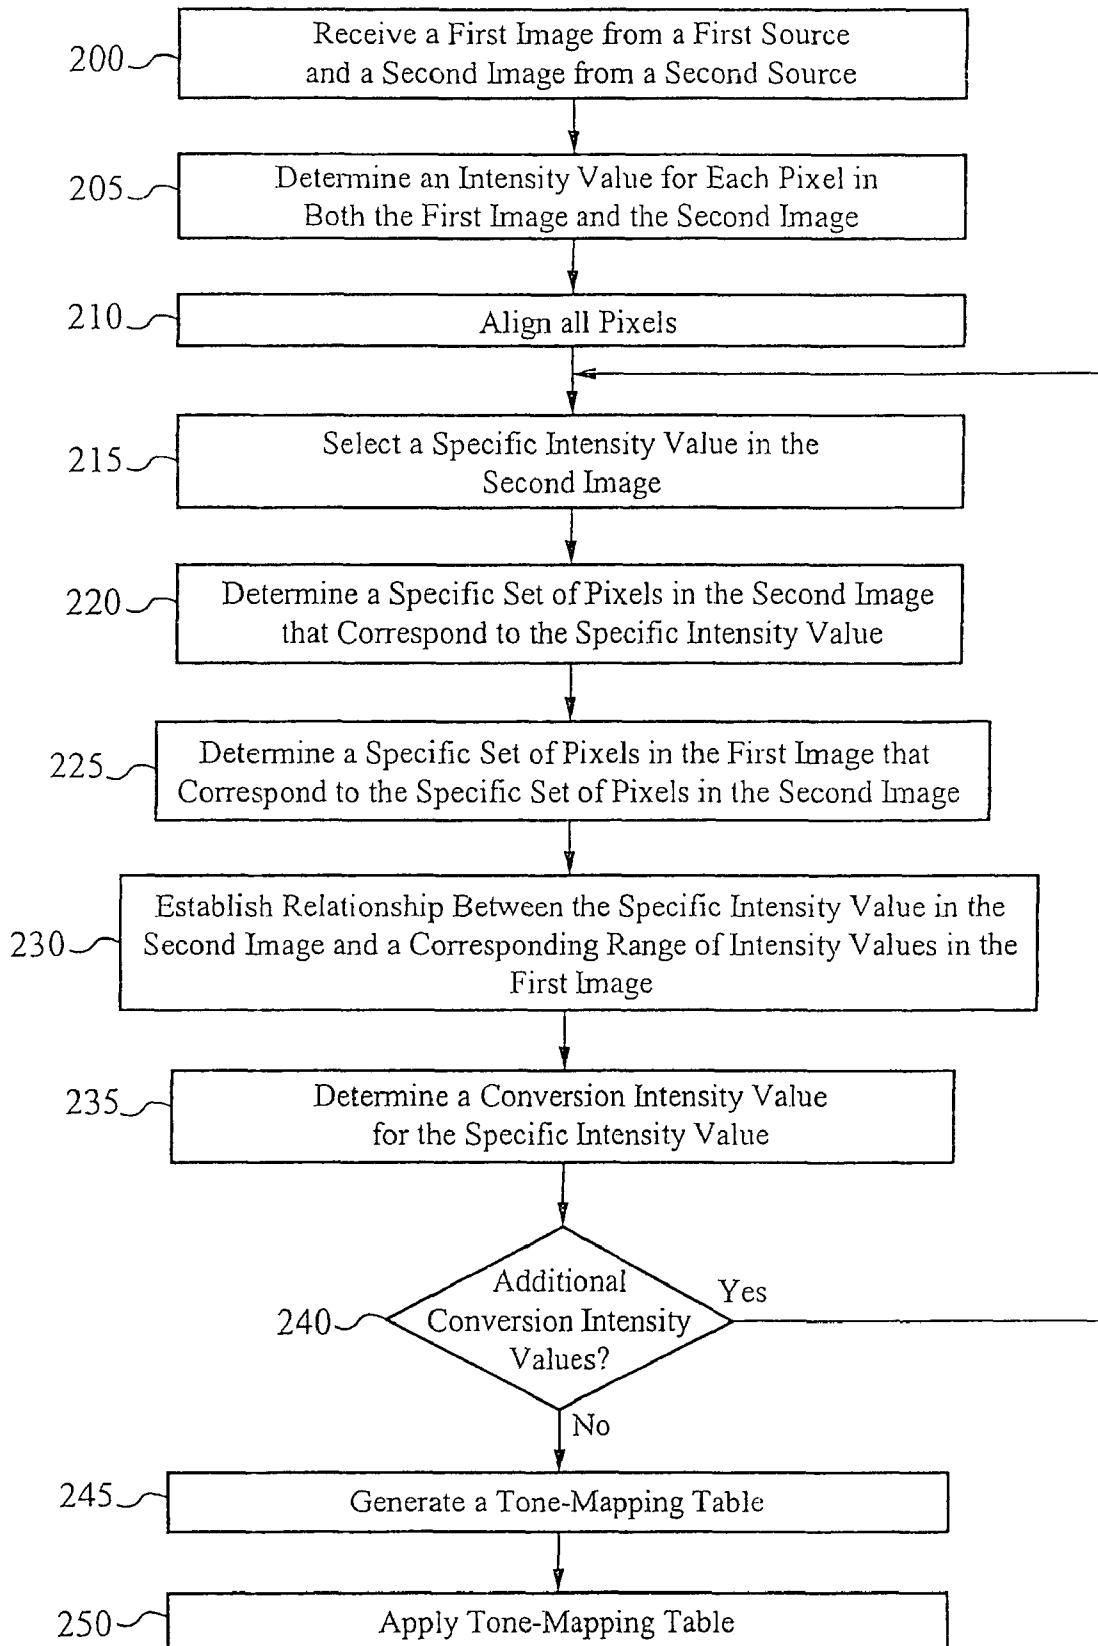 200
Receive a First Image from a First Source
and a Second Image from a Second Source
205
Determine an Intensity Value for Each Pixel in
Both the First Image and the Second Image
210
Align all Pixels
215
Select a Specific Intensity Value in the
Second Image
220
Determine a Specific Set of Pixels in the Second Image
that Correspond to the Specific Intensity Value
225
Determine a Specific Set of Pixels in the First Image that
Correspond to the Specific Set of Pixels in the Second Image
230
Establish Relationship Between the Specific Intensity Value in the
Second Image and a Corresponding Range of Intensity Values in the
First Image
235
Determine a Conversion Intensity Value
for the Specific Intensity Value
240
Additional
Conversion Intensity
Values?
Yes
No
245
Generate a Tone-Mapping Table
250
Apply Tone-Mapping Table